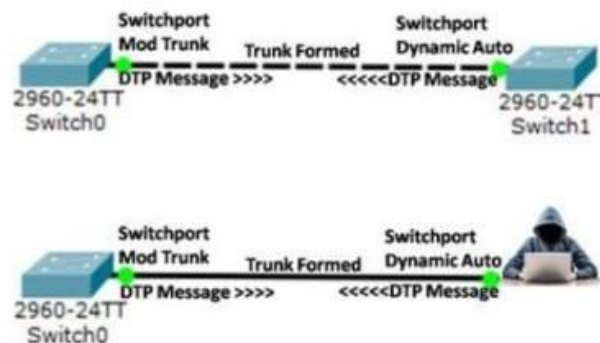 Switchport
Mod Trunk
Trunk Formed
Switchport
Dynamic Auto
DTP Message >>>>
<<<<<DTP Message
2960-24TT
Switch0
2960-24T
Switch1
Switchport
Mod Trunk
Trunk Formed
Switchport
Dynamic Auto
DTP Message >>>>
<<<<<DTP Message
2960-24TT
Switch0